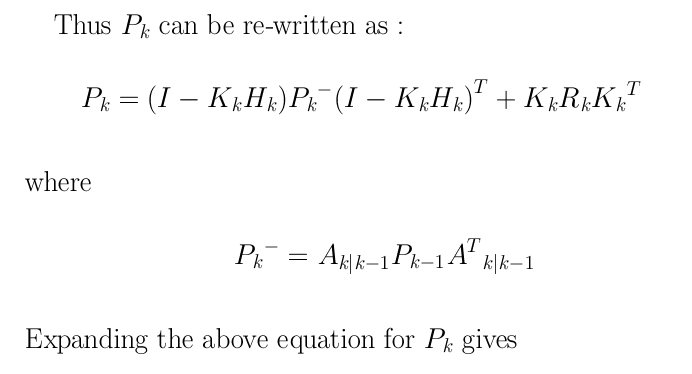 Thus P_k can be re-written as :
P_k = (I − K_k H_k)P_k^−(I − K_k H_k)^T + K_k R_k K_k^T
where
P_k^− = A_{k|k−1} P_{k−1} A^T_{k|k−1}
Expanding the above equation for P_k gives